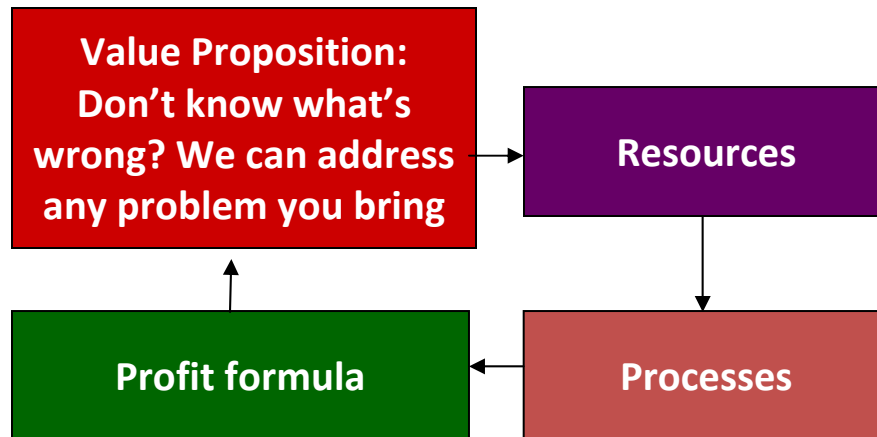 Value Proposition:
Don’t know what’s
wrong? We can address
any problem you bring
Resources
Profit formula
Processes